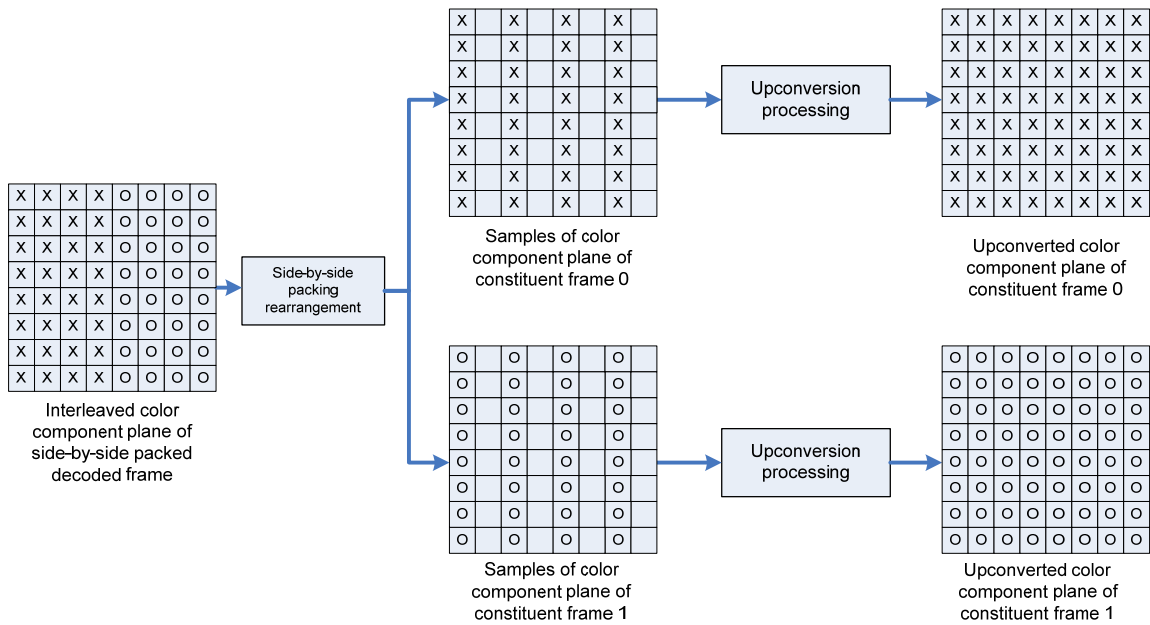 X X X X
X X X X
X X X X
X X X X
X X X X
X X X X
X X X X
X X X X
Samples of color
component plane of
constituent frame 0
Upconversion
processing
X X X X X X X X
X X X X X X X X
X X X X X X X X
X X X X X X X X
X X X X X X X X
X X X X X X X X
X X X X X X X X
X X X X X X X X
Upconverted color
component plane of
constituent frame 0
X X X X O O O O
X X X X O O O O
X X X X O O O O
X X X X O O O O
X X X X O O O O
X X X X O O O O
X X X X O O O O
X X X X O O O O
Interleaved color
component plane of
side-by-side packed
decoded frame
Side-by-side
packing
rearrangement
O O O O
O O O O
O O O O
O O O O
O O O O
O O O O
O O O O
O O O O
Samples of color
component plane of
constituent frame 1
Upconversion
processing
O O O O O O O O
O O O O O O O O
O O O O O O O O
O O O O O O O O
O O O O O O O O
O O O O O O O O
O O O O O O O O
O O O O O O O O
Upconverted color
component plane of
constituent frame 1